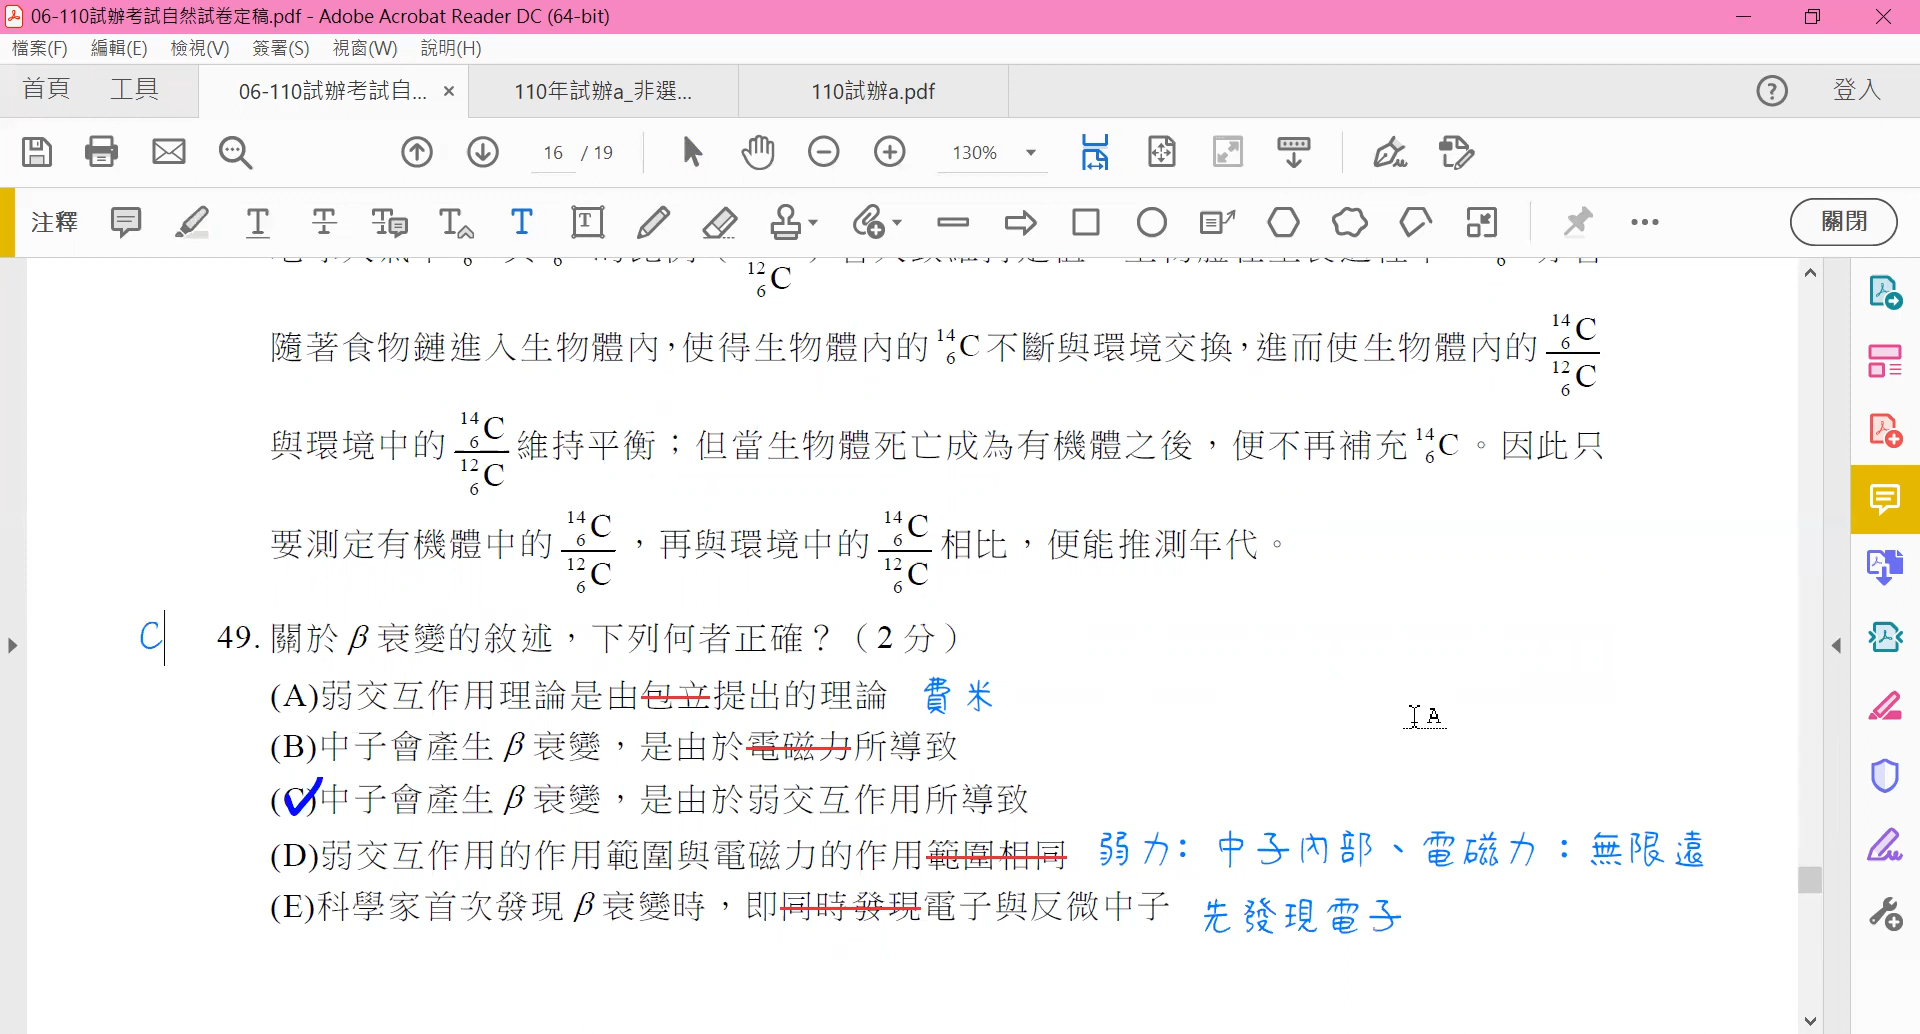 06-110試辦考試自然試卷定稿.pdf - Adobe Acrobat Reader DC (64-bit)
檔案(F) 編輯(E) 檢視(V) 簽署(S) 視窗(W) 說明(H)
首頁 工具 06-110試辦考試自... × 110年試辦a_非選... 110試辦a.pdf 登入
16 / 19 130%
注釋 關閉
12 6 C
隨著食物鏈進入生物體內，使得生物體內的 14 6 C 不斷與環境交換，進而使生物體內的 14 6 C / 12 6 C
與環境中的 14 6 C / 12 6 C 維持平衡；但當生物體死亡成為有機體之後，便不再補充 14 6 C 。因此只
要測定有機體中的 14 6 C / 12 6 C ，再與環境中的 14 6 C / 12 6 C 相比，便能推測年代。
C 49. 關於 β 衰變的敘述，下列何者正確？（2 分）
(A)弱交互作用理論是由包立提出的理論 費米
(B)中子會產生 β 衰變，是由於電磁力所導致
(C)中子會產生 β 衰變，是由於弱交互作用所導致
(D)弱交互作用的作用範圍與電磁力的作用範圍相同 弱力：中子內部、電磁力：無限遠
(E)科學家首次發現 β 衰變時，即同時發現電子與反微中子 先發現電子